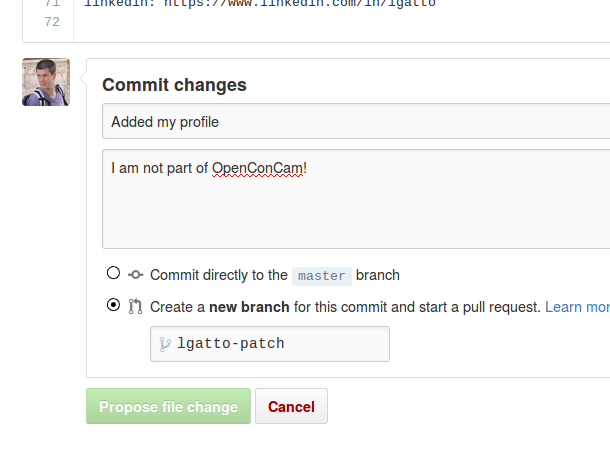 71 linkedin: https://www.linkedin.com/in/lgatto
72
Commit changes
Added my profile
I am not part of OpenConCam!
Commit directly to the master branch
Create a new branch for this commit and start a pull request. Learn mor
lgatto-patch
Propose file change Cancel